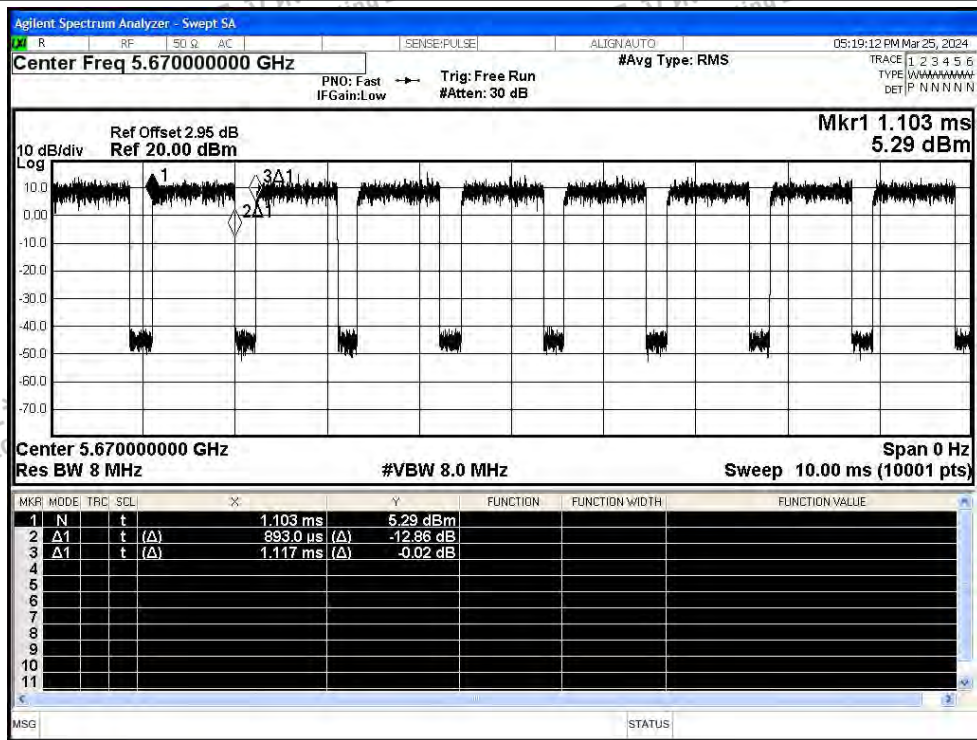 Agilent Spectrum Analyzer - Swept SA
LXI R RF 50 Ω AC SENSE:PULSE ALIGNAUTO 05:19:12 PM Mar 25, 2024
Center Freq 5.670000000 GHz #Avg Type: RMS TRACE 1 2 3 4 5 6
PNO: Fast Trig: Free Run TYPE WWWWWW
IFGain:Low #Atten: 30 dB DET P N N N N N
Mkr1 1.103 ms
Ref Offset 2.95 dB
10 dB/div Ref 20.00 dBm 5.29 dBm
Log
1 3Δ1
10.0
2Δ1
0.00
-10.0
-20.0
-30.0
-40.0
-50.0
-60.0
-70.0
Center 5.670000000 GHz Span 0 Hz
Res BW 8 MHz #VBW 8.0 MHz Sweep 10.00 ms (10001 pts)
MKR MODE TRC SCL X Y FUNCTION FUNCTION WIDTH FUNCTION VALUE
1 N t 1.103 ms 5.29 dBm
2 Δ1 t (Δ) 893.0 µs (Δ) -12.86 dB
3 Δ1 t (Δ) 1.117 ms (Δ) -0.02 dB
4
5
6
7
8
9
10
11
MSG STATUS